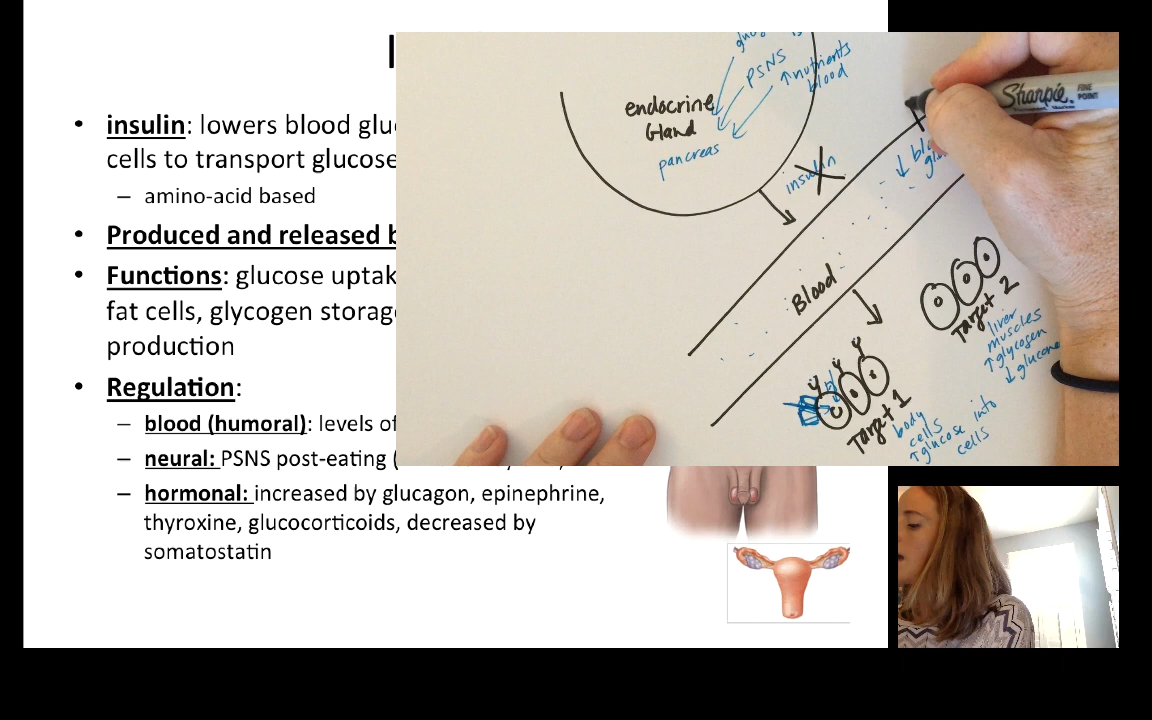 insulin: lowers blood glu
cells to transport glucose
– amino-acid based
Produced and released b
Functions: glucose uptak
fat cells, glycogen storag
production
Regulation:
– blood (humoral): levels of
– neural: PSNS post-eating (
– hormonal: increased by glucagon, epinephrine,
thyroxine, glucocorticoids, decreased by
somatostatin
PSNS
↑nutrients
blood
endocrine
Gland
pancreas
insulin
Sharpie.
FINE
POINT
Blood
Target 2
liver
muscles
↑glycogen
Target 1
body
cells
↑glucose into
cells